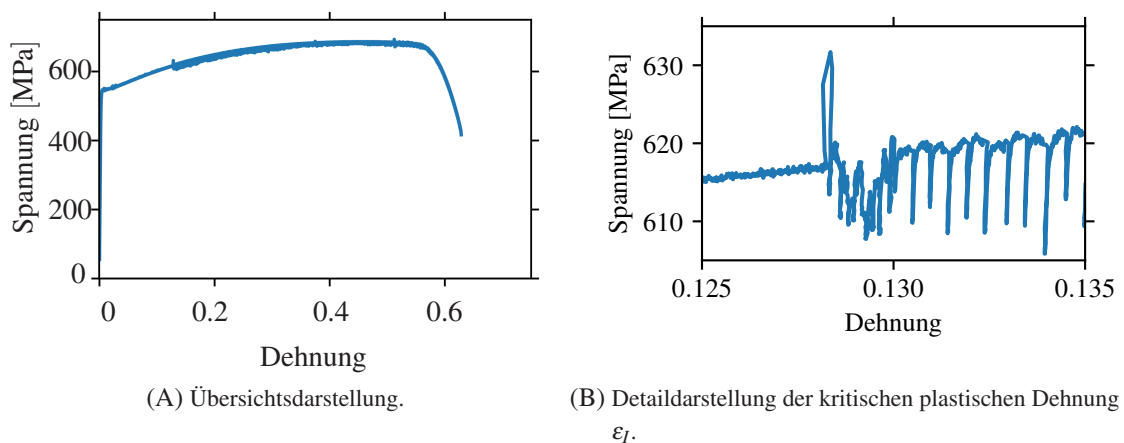 Spannung [MPa]
600
400
200
0
0
0.2
0.4
0.6
Dehnung
(A) Übersichtsdarstellung.
Spannung [MPa]
630
620
610
0.125
0.130
0.135
Dehnung
(B) Detaildarstellung der kritischen plastischen Dehnung
εI.